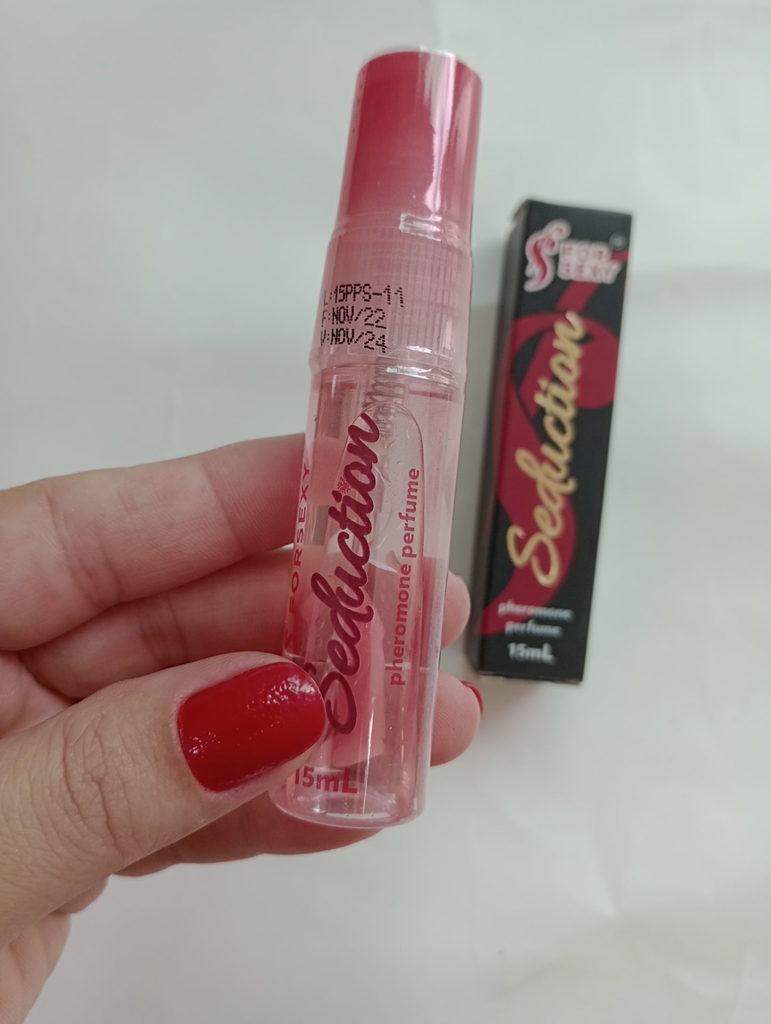 L:15PPS-11
F:NOV/22
V:NOV/24
FORSEXY
Seduction
pheromone perfume
15mL
FOR
SEXY
Seduction
pheromone
perfume
15mL